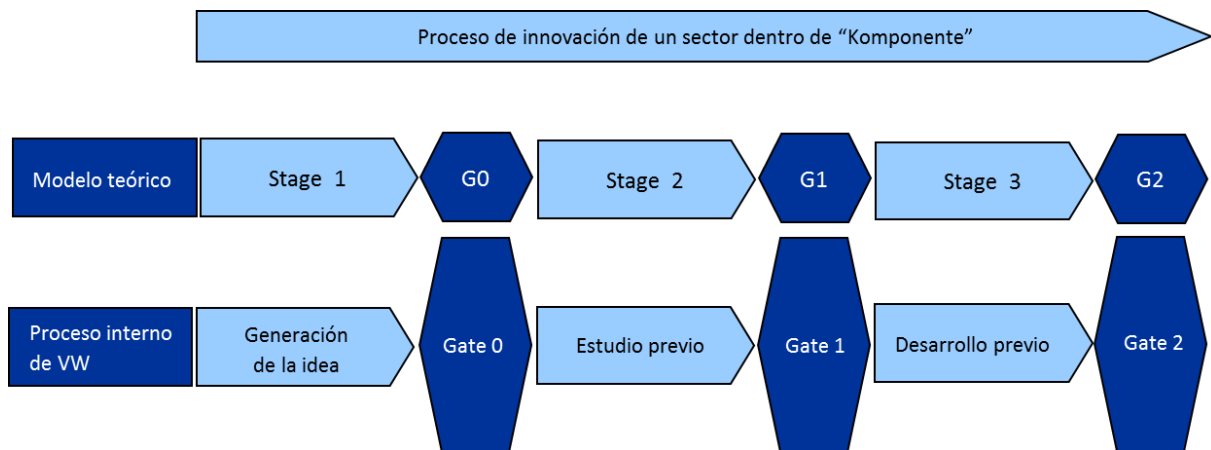 Proceso de innovación de un sector dentro de “Komponente”
Modelo teórico
Stage 1
G0
Stage 2
G1
Stage 3
G2
Proceso interno
de VW
Generación
de la idea
Gate 0
Estudio previo
Gate 1
Desarrollo previo
Gate 2